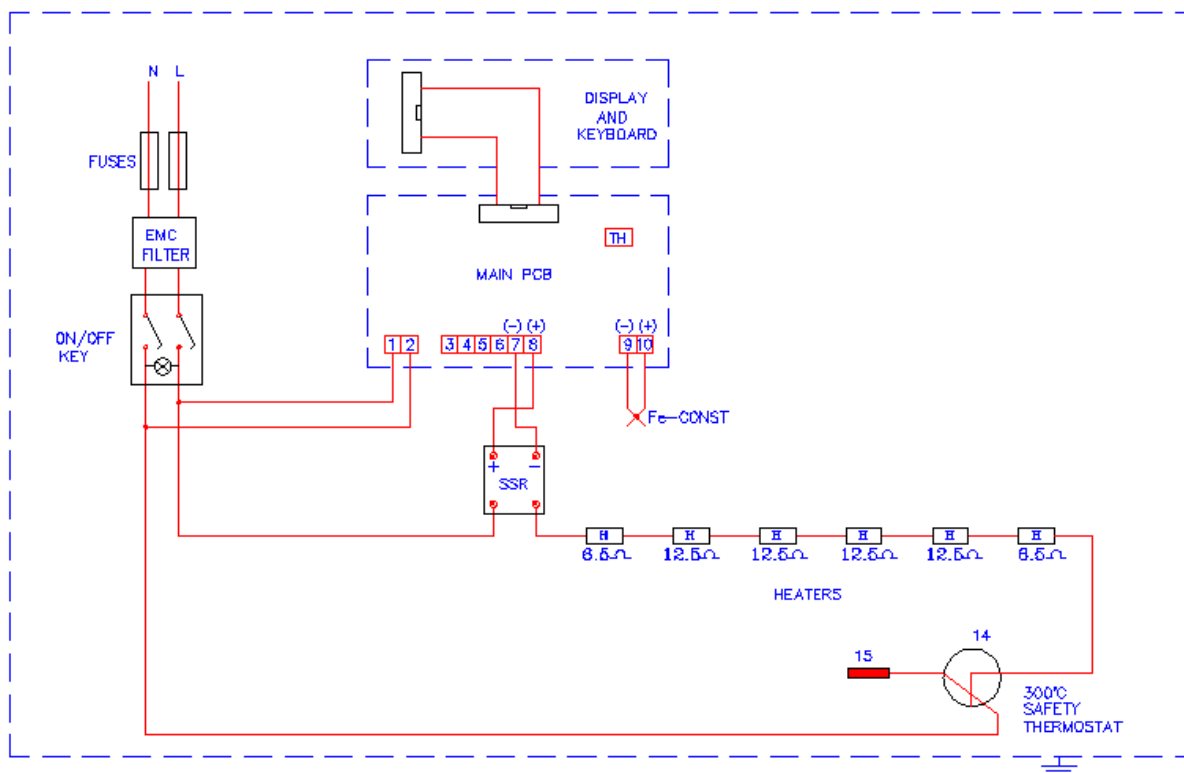 N L
FUSES
EMC
FILTER
ON/OFF
KEY
DISPLAY
AND
KEYBOARD
TH
MAIN PCB
(-) (+)
(-) (+)
1 2
3 4 5 6 7 8
9 10
Fe-CONST
+ -
SSR
H H H H H H
6.5Ω 12.5Ω 12.5Ω 12.5Ω 12.5Ω 6.5Ω
HEATERS
14
15
300°C
SAFETY
THERMOSTAT